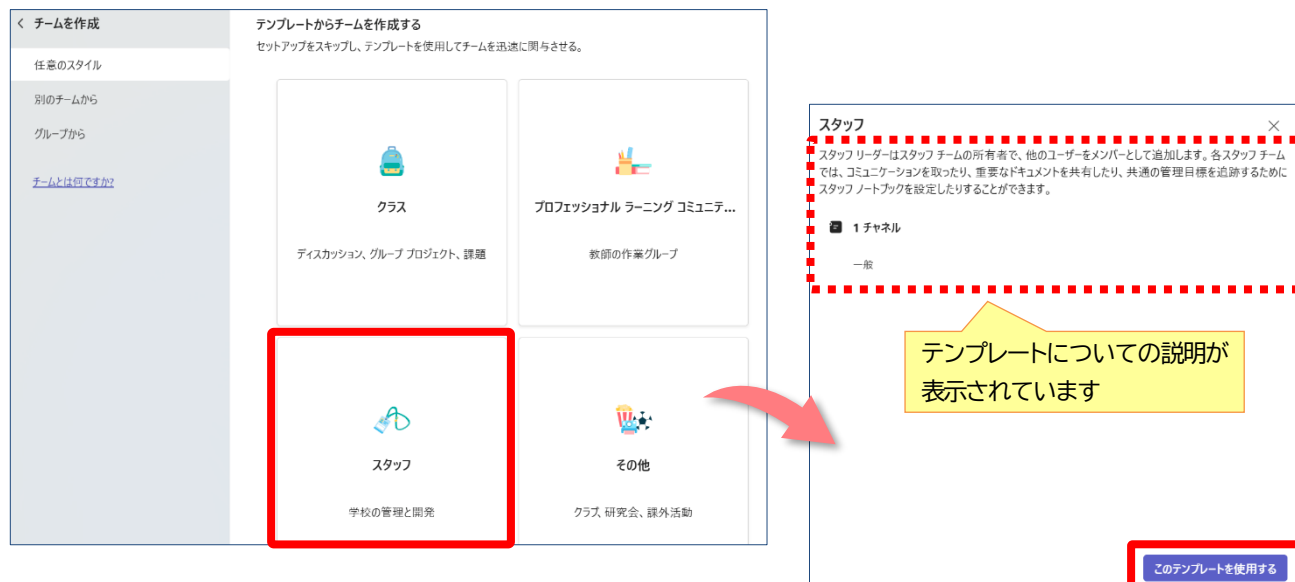 チームを作成
任意のスタイル
別のチームから
グループから
チームとは何ですか?
テンプレートからチームを作成する
セットアップをスキップし、テンプレートを使用してチームを迅速に関与させる。
クラス
ディスカッション、グループ プロジェクト、課題
プロフェッショナル ラーニング コミュニテ...
教師の作業グループ
スタッフ
学校の管理と開発
その他
クラブ、研究会、課外活動
スタッフ
スタッフ リーダーはスタッフ チームの所有者で、他のユーザーをメンバーとして追加します。各スタッフ チーム
では、コミュニケーションを取ったり、重要なドキュメントを共有したり、共通の管理目標を追跡するために
スタッフ ノートブックを設定したりすることができます。
1 チャネル
一般
テンプレートについての説明が
表示されています
このテンプレートを使用する